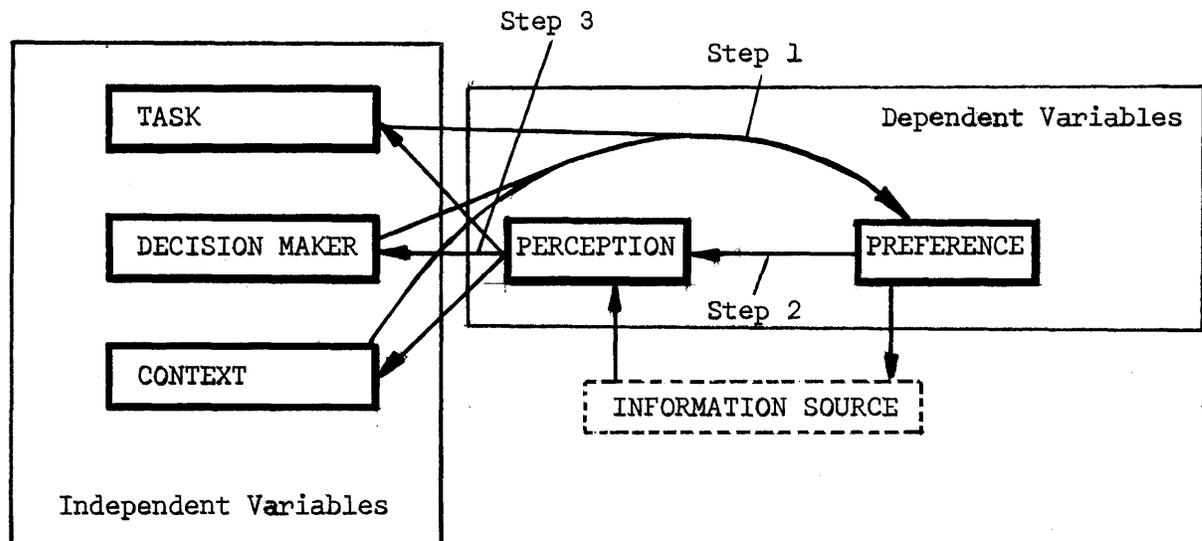 Step 3
Step 1
TASK
Dependent Variables
DECISION MAKER
PERCEPTION
PREFERENCE
Step 2
CONTEXT
INFORMATION SOURCE
Independent Variables